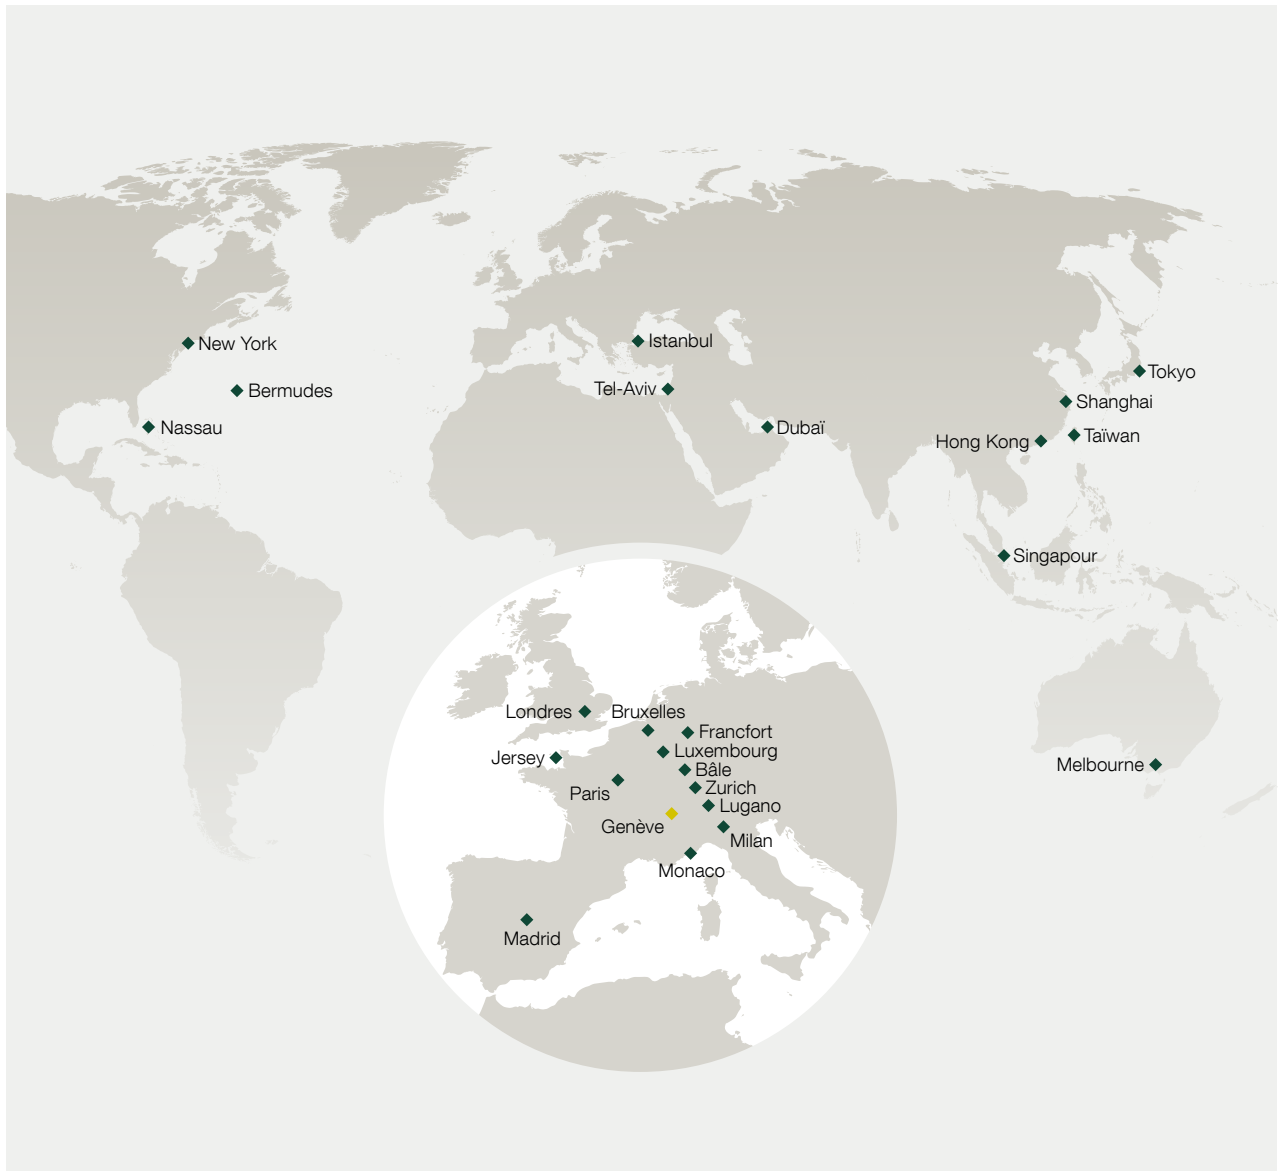 Istanbul
New York
Tokyo
Tel-Aviv
Bermudes
Shanghai
Nassau
Dubaï
Taïwan
Hong Kong
Singapour
Londres
Bruxelles
Francfort
Luxembourg
Jersey
Melbourne
Bâle
Zurich
Paris
Lugano
Genève
Milan
Monaco
Madrid